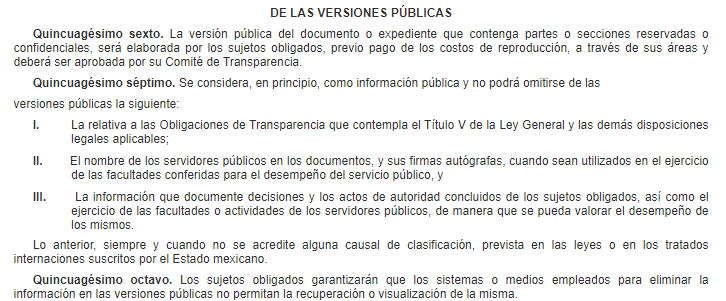 DE LAS VERSIONES PÚBLICAS
Quincuagésimo sexto. La versión pública del documento o expediente que contenga partes o secciones reservadas o
confidenciales, será elaborada por los sujetos obligados, previo pago de los costos de reproducción, a través de sus áreas y
deberá ser aprobada por su Comité de Transparencia.
Quincuagésimo séptimo. Se considera, en principio, como información pública y no podrá omitirse de las
versiones públicas la siguiente:
I. La relativa a las Obligaciones de Transparencia que contempla el Título V de la Ley General y las demás disposiciones
legales aplicables;
II. El nombre de los servidores públicos en los documentos, y sus firmas autógrafas, cuando sean utilizados en el ejercicio
de las facultades conferidas para el desempeño del servicio público, y
III. La información que documente decisiones y los actos de autoridad concluidos de los sujetos obligados, así como el
ejercicio de las facultades o actividades de los servidores públicos, de manera que se pueda valorar el desempeño de
los mismos.
Lo anterior, siempre y cuando no se acredite alguna causal de clasificación, prevista en las leyes o en los tratados
internaciones suscritos por el Estado mexicano.
Quincuagésimo octavo. Los sujetos obligados garantizarán que los sistemas o medios empleados para eliminar la
información en las versiones públicas no permitan la recuperación o visualización de la misma.